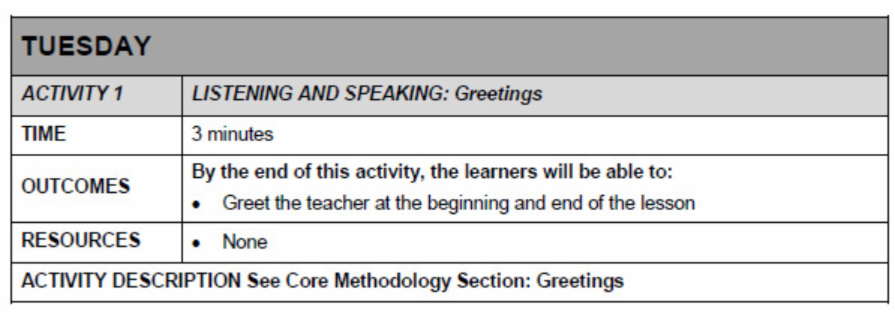 TUESDAY
ACTIVITY 1 LISTENING AND SPEAKING: Greetings
TIME 3 minutes
OUTCOMES By the end of this activity, the learners will be able to:
• Greet the teacher at the beginning and end of the lesson
RESOURCES • None
ACTIVITY DESCRIPTION See Core Methodology Section: Greetings